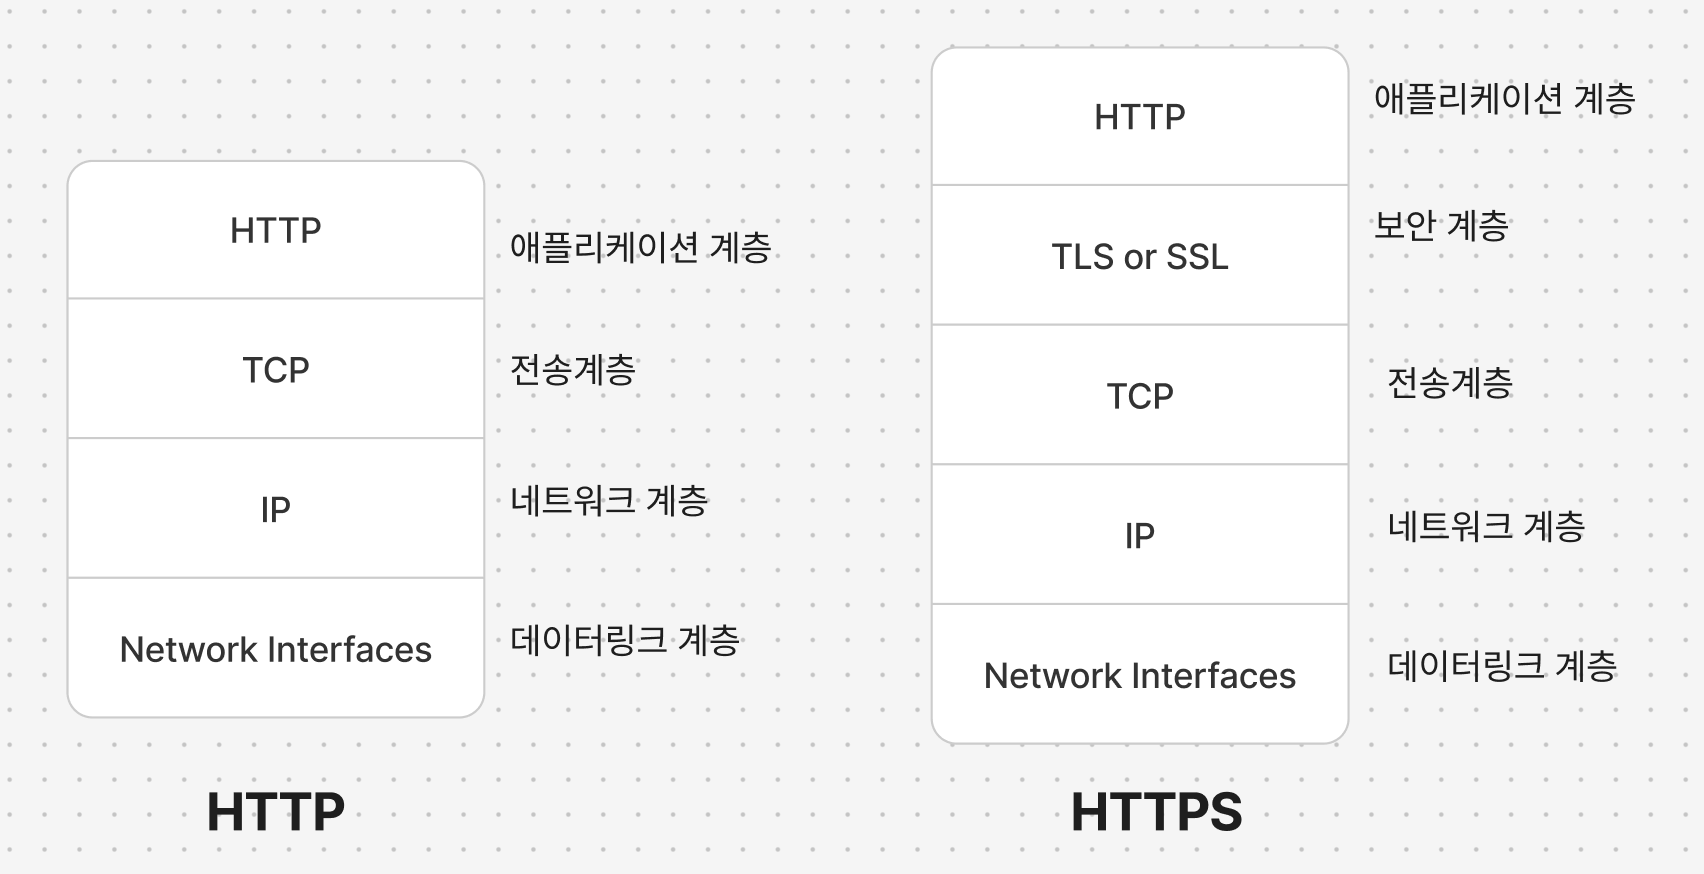 HTTP
애플리케이션 계층
TCP
전송계층
IP
네트워크 계층
Network Interfaces
데이터링크 계층
HTTP
HTTP
애플리케이션 계층
TLS or SSL
보안 계층
TCP
전송계층
IP
네트워크 계층
Network Interfaces
데이터링크 계층
HTTPS